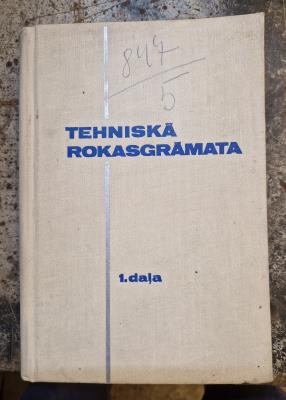 847
5
TEHNISKĀ
ROKASGRĀMATA
1. daļa